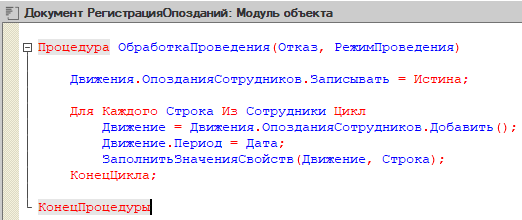 Документ РегистрацияОпозданий: Модуль объекта
Процедура ОбработкаПроведения(Отказ, РежимПроведения)
Движения.ОпозданияСотрудников.Записывать = Истина;
Для Каждого Строка Из Сотрудники Цикл
Движение = Движения.ОпозданияСотрудников.Добавить();
Движение.Период = Дата;
ЗаполнитьЗначенияСвойств(Движение, Строка);
КонецЦикла;
КонецПроцедуры